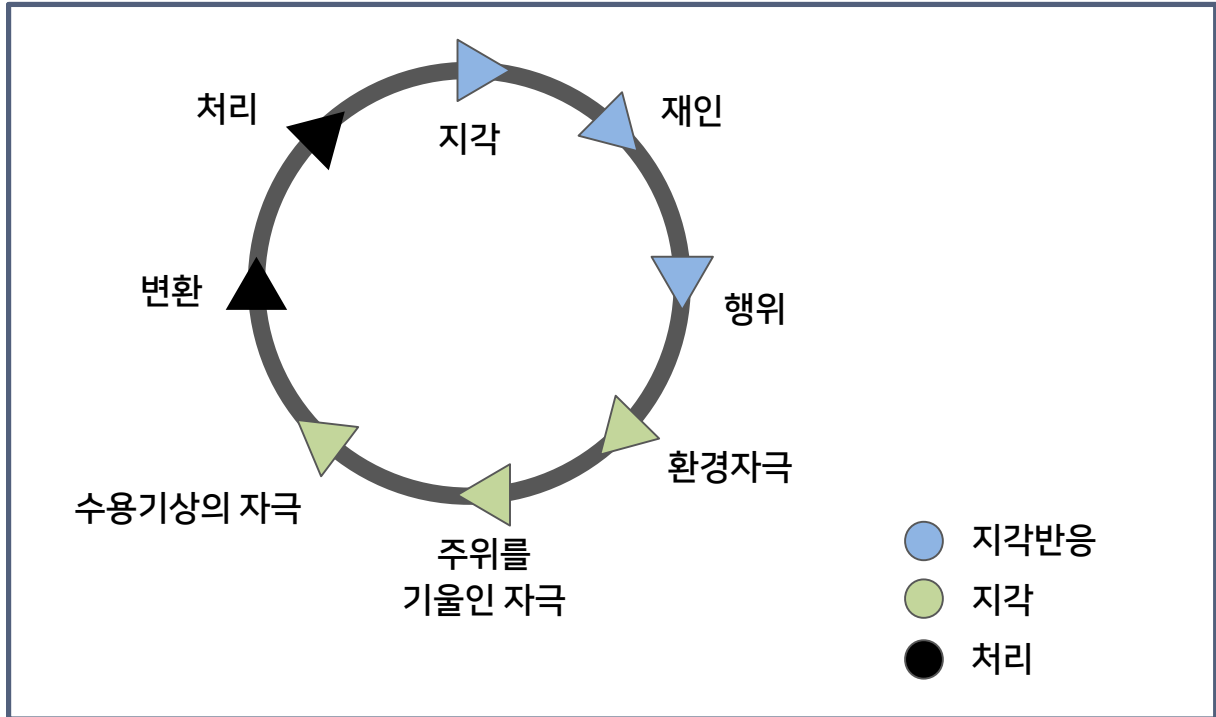 처리
지각
재인
변환
행위
환경자극
수용기상의 자극
주위를
기울인 자극
지각반응
지각
처리